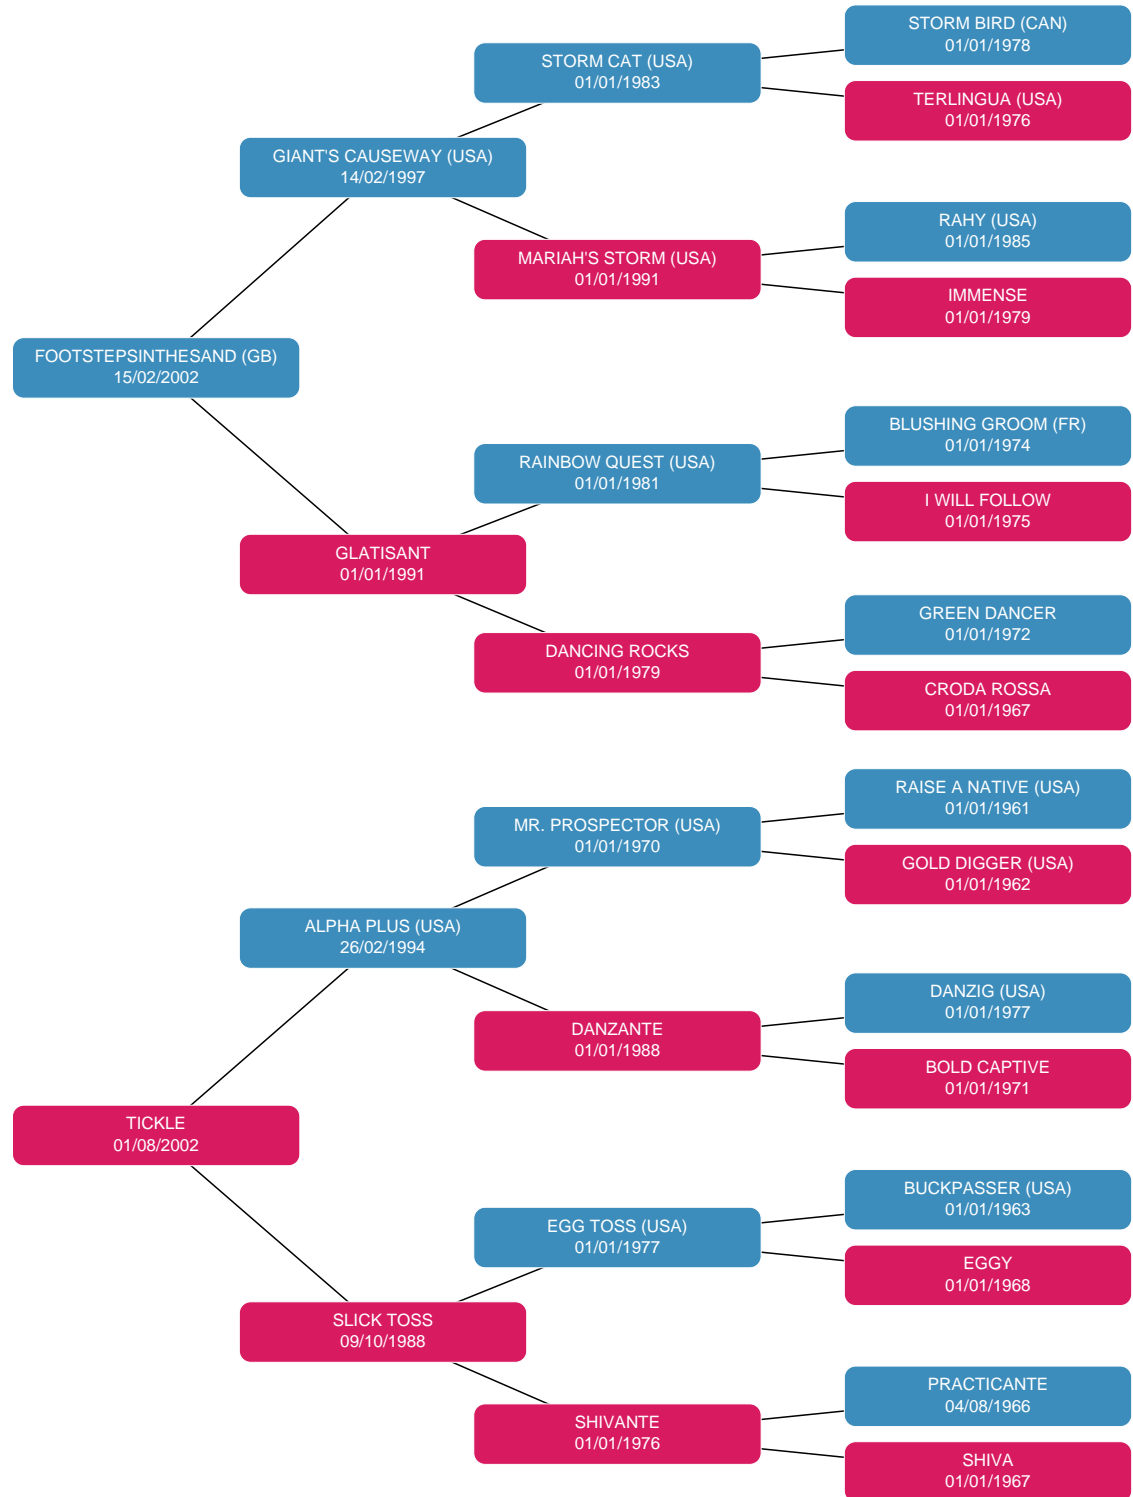 STORM BIRD (CAN)
01/01/1978
STORM CAT (USA)
01/01/1983
TERLINGUA (USA)
01/01/1976
GIANT'S CAUSEWAY (USA)
14/02/1997
RAHY (USA)
01/01/1985
MARIAH'S STORM (USA)
01/01/1991
IMMENSE
01/01/1979
FOOTSTEPSINTHESAND (GB)
15/02/2002
BLUSHING GROOM (FR)
01/01/1974
RAINBOW QUEST (USA)
01/01/1981
I WILL FOLLOW
01/01/1975
GLATISANT
01/01/1991
GREEN DANCER
01/01/1972
DANCING ROCKS
01/01/1979
CRODA ROSSA
01/01/1967
RAISE A NATIVE (USA)
01/01/1961
MR. PROSPECTOR (USA)
01/01/1970
GOLD DIGGER (USA)
01/01/1962
ALPHA PLUS (USA)
26/02/1994
DANZIG (USA)
01/01/1977
DANZANTE
01/01/1988
BOLD CAPTIVE
01/01/1971
TICKLE
01/08/2002
BUCKPASSER (USA)
01/01/1963
EGG TOSS (USA)
01/01/1977
EGGY
01/01/1968
SLICK TOSS
09/10/1988
PRACTICANTE
04/08/1966
SHIVANTE
01/01/1976
SHIVA
01/01/1967